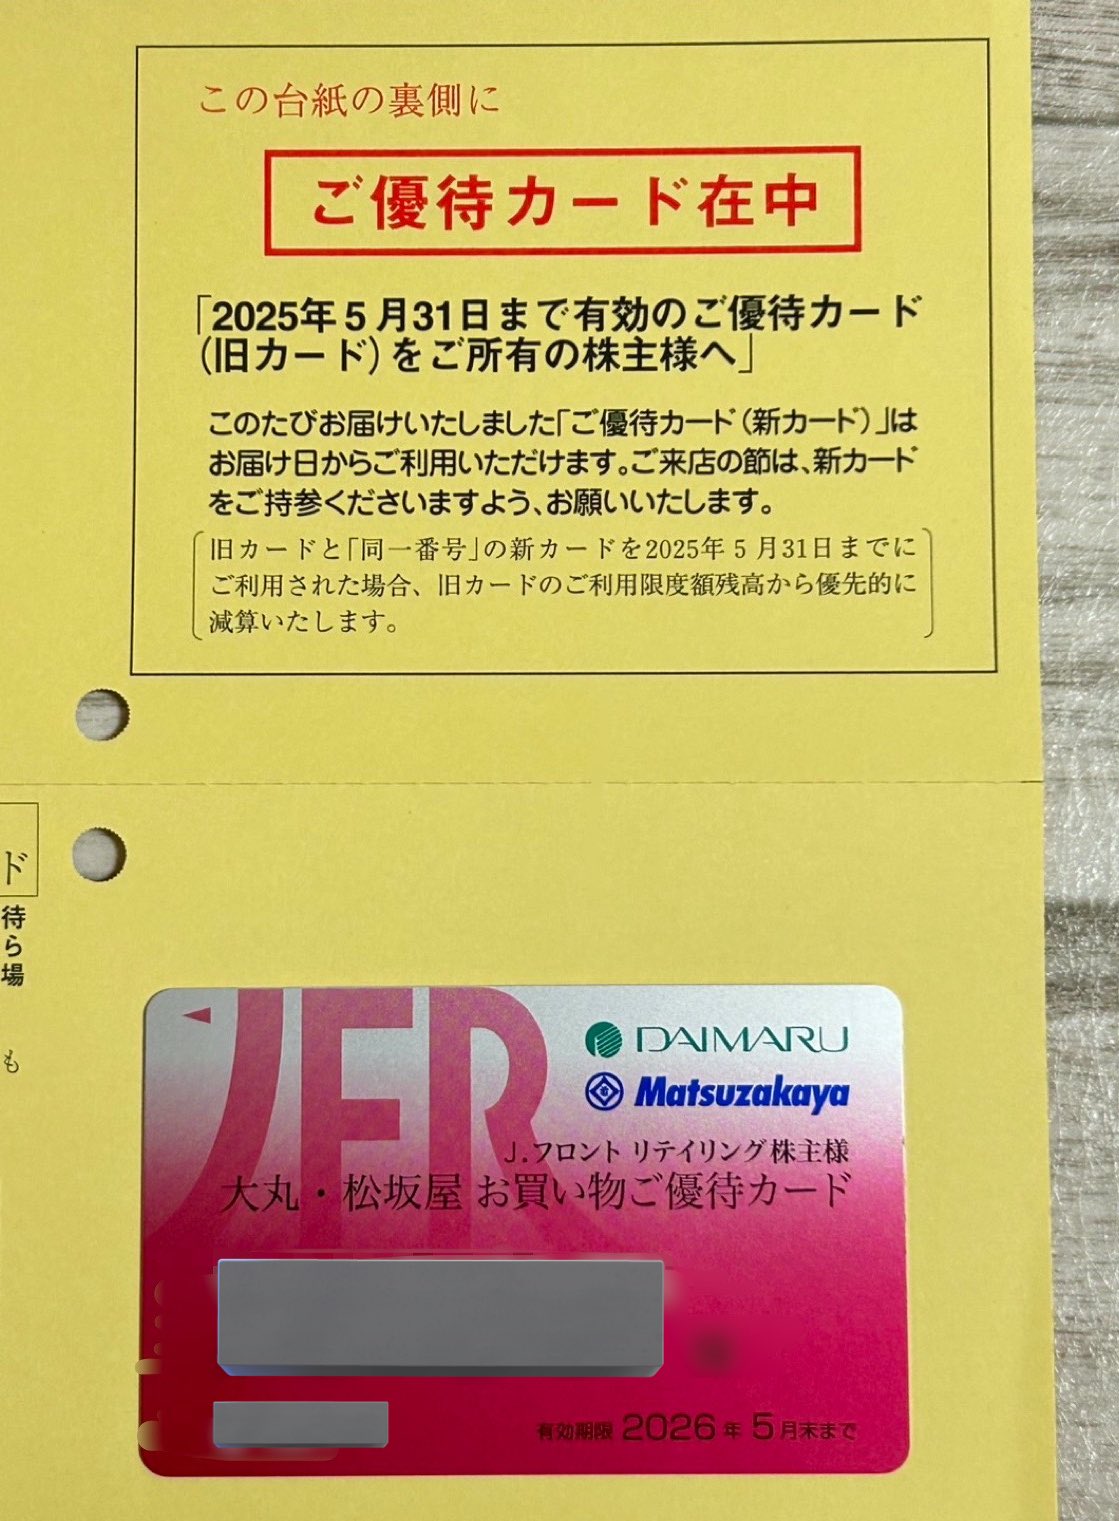 この台紙の裏側に
ご優待カード在中
「2025年5月31日まで有効のご優待カード
(旧カード)をご所有の株主様へ」
このたびお届けいたしました「ご優待カード(新カード)」は
お届け日からご利用いただけます。ご来店の節は、新カード
をご持参くださいますよう、お願いいたします。
旧カードと「同一番号」の新カードを2025年5月31日までに
ご利用された場合、旧カードのご利用限度額残高から優先的に
減算いたします。
ド
待
ら
場
も
JFR
DAIMARU
Matsuzakaya
J.フロント リテイリング株主様
大丸・松坂屋 お買い物ご優待カード
有効期限 2026年5月末まで